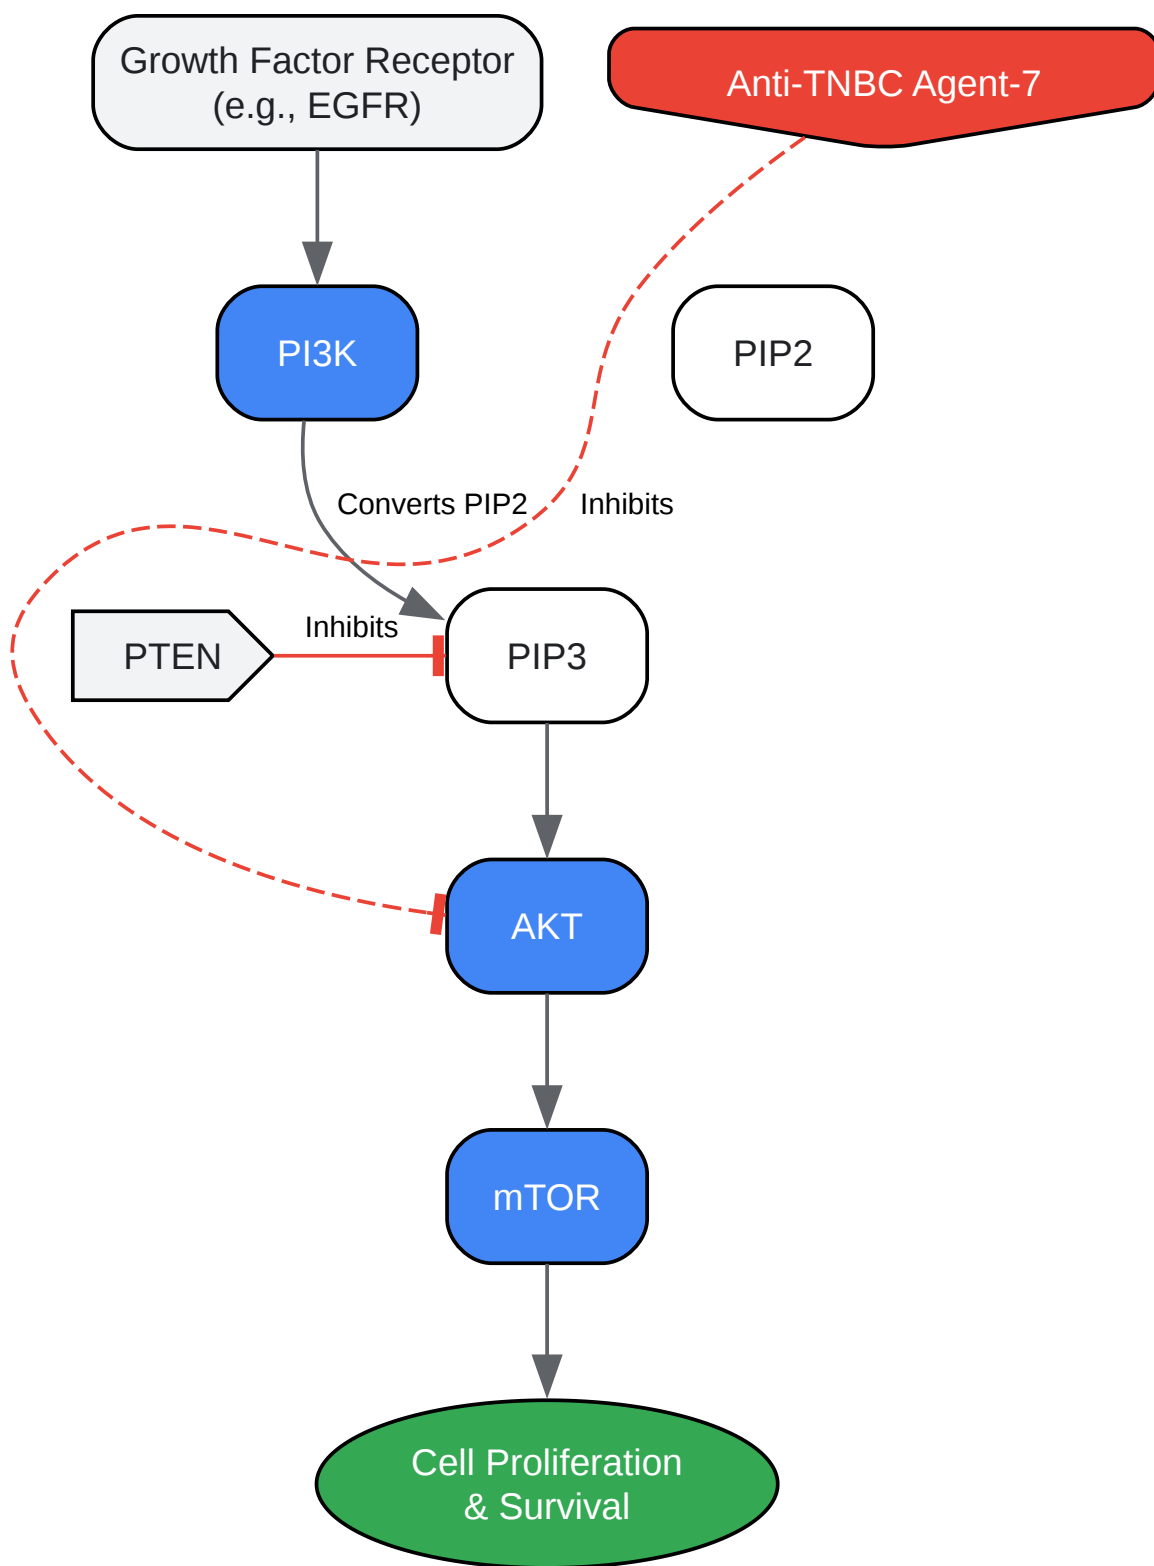 Growth Factor Receptor
(e.g., EGFR)
Anti-TNBC Agent-7
PI3K
PIP2
Converts PIP2
Inhibits
Inhibits
PTEN
PIP3
AKT
mTOR
Cell Proliferation
& Survival